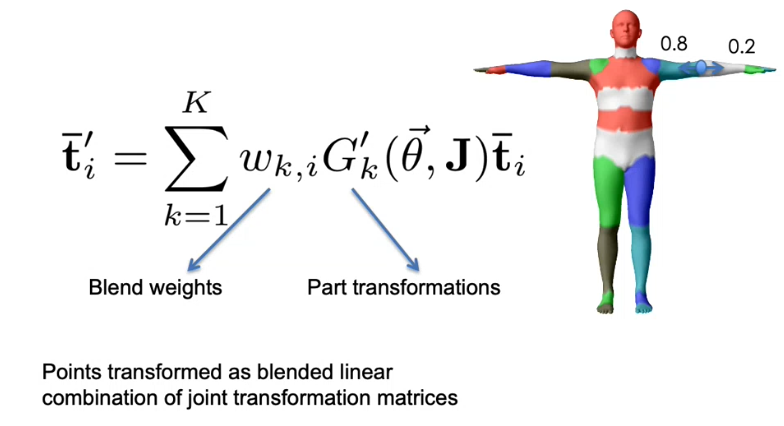 0.8 0.2
$\bar{\mathbf{t}}_i' = \sum_{k=1}^{K} w_{k,i} G_k'(\vec{\theta}, \mathbf{J}) \bar{\mathbf{t}}_i$
Blend weights Part transformations
Points transformed as blended linear
combination of joint transformation matrices